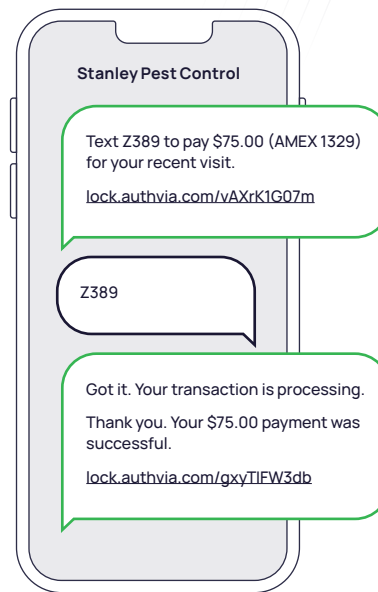 Stanley Pest Control
Text Z389 to pay $75.00 (AMEX 1329)
for your recent visit.
lock.authvia.com/vAXrK1G07m
Z389
Got it. Your transaction is processing.
Thank you. Your $75.00 payment was
successful.
lock.authvia.com/gxyTlFW3db